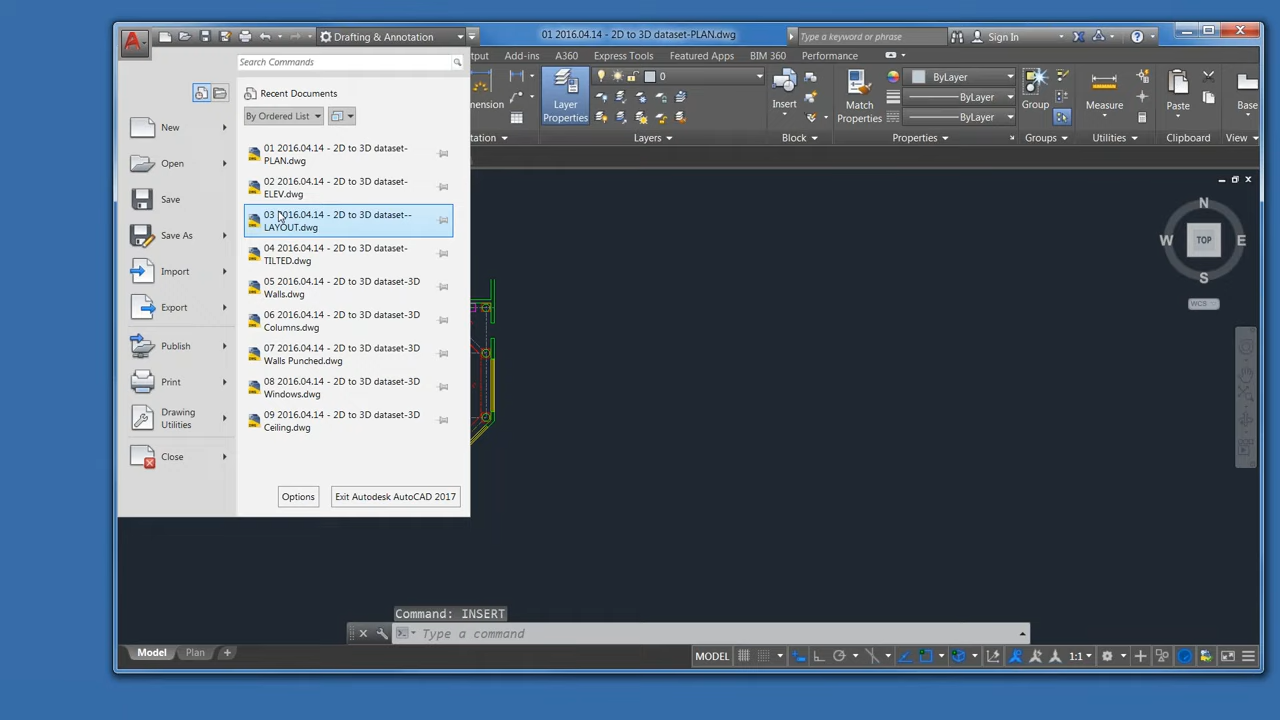 Drafting & Annotation
01 2016.04.14 - 2D to 3D dataset-PLAN.dwg
Type a keyword or phrase
Sign In
Search Commands
Output
Add-ins
A360
Express Tools
Featured Apps
BIM 360
Performance
Recent Documents
By Ordered List
New
Open
Save
Save As
Import
Export
Publish
Print
Drawing
Utilities
Close
01 2016.04.14 - 2D to 3D dataset-
PLAN.dwg
02 2016.04.14 - 2D to 3D dataset-
ELEV.dwg
03 2016.04.14 - 2D to 3D dataset--
LAYOUT.dwg
04 2016.04.14 - 2D to 3D dataset-
TILTED.dwg
05 2016.04.14 - 2D to 3D dataset-3D
Walls.dwg
06 2016.04.14 - 2D to 3D dataset-3D
Columns.dwg
07 2016.04.14 - 2D to 3D dataset-3D
Walls Punched.dwg
08 2016.04.14 - 2D to 3D dataset-3D
Windows.dwg
09 2016.04.14 - 2D to 3D dataset-3D
Ceiling.dwg
Options
Exit Autodesk AutoCAD 2017
mension
Layer
Properties
0
Insert
Match
Properties
ByLayer
ByLayer
ByLayer
Group
Measure
Paste
Base
tation
Layers
Block
Properties
Groups
Utilities
Clipboard
View
N
W
TOP
E
S
WCS
Command: INSERT
Type a command
Model
Plan
MODEL
1:1